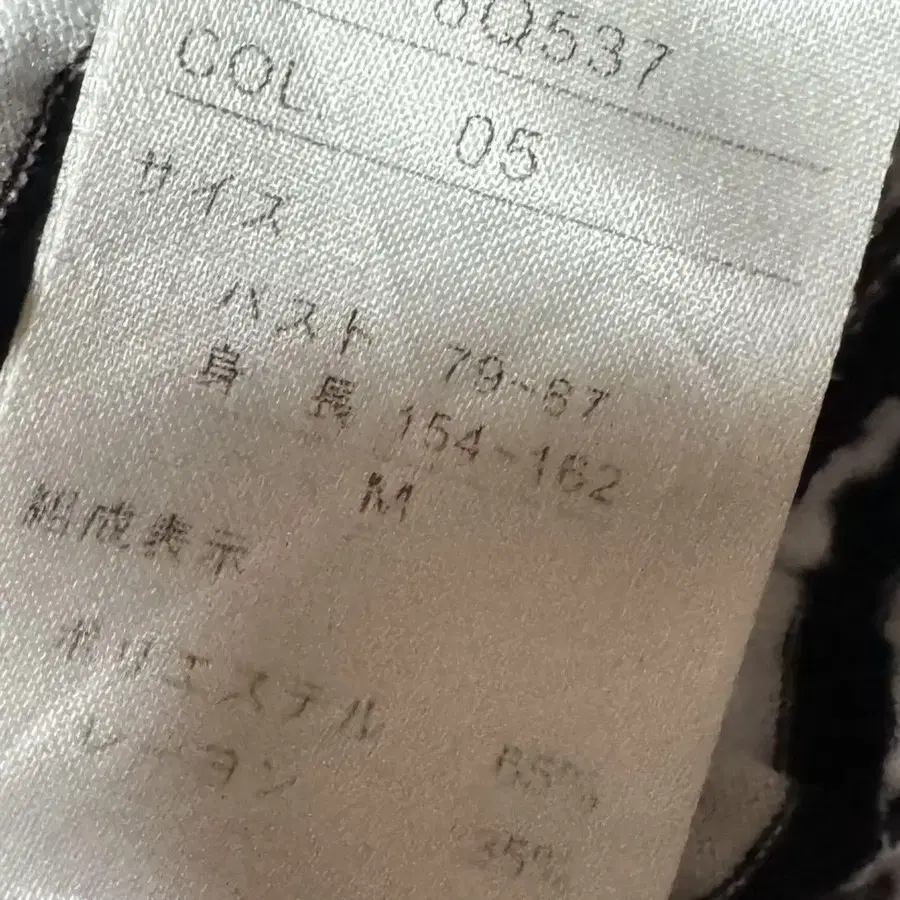 8Q537
COL 05
サイズ
バスト 79~87
身長 154~162
M
組成表示
ポリエステル 65%
レーヨン 35%